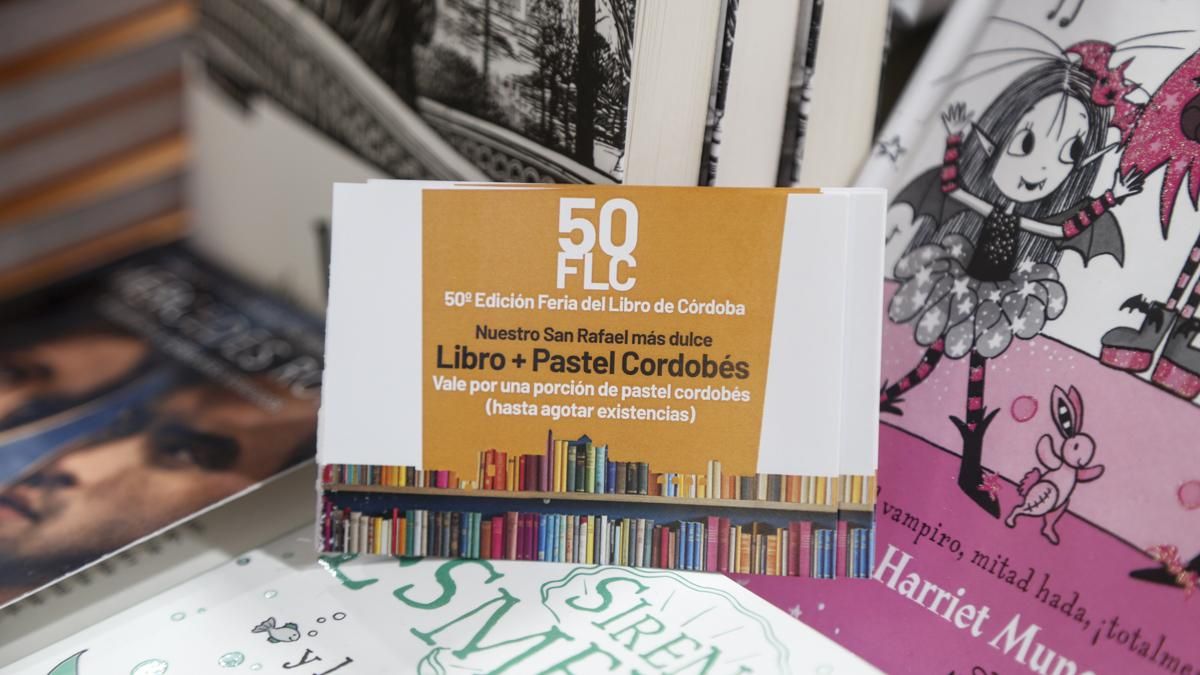 50
FLC
50º Edición Feria del Libro de Córdoba
Nuestro San Rafael más dulce
Libro + Pastel Cordobés
Vale por una porción de pastel cordobés
(hasta agotar existencias)
vampiro, mitad hada, ¡totalme
Harriet Mun
SIREN
y